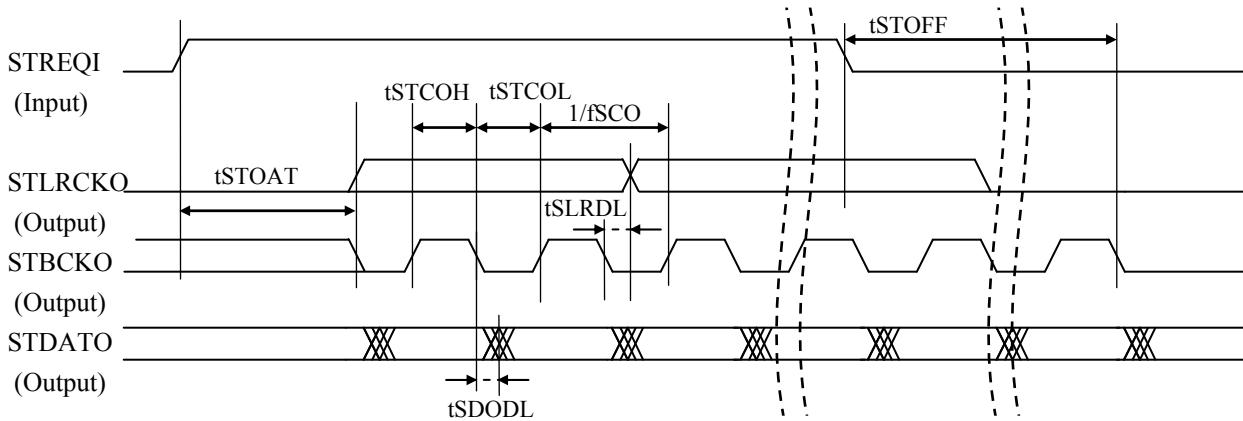 tSTOFF
STREQI
(Input)
tSTCOH
tSTCOL
1/fSCO
tSTOAT
STLRCKO
(Output)
tSLRDL
STBCKO
(Output)
STDATO
(Output)
tSDODL